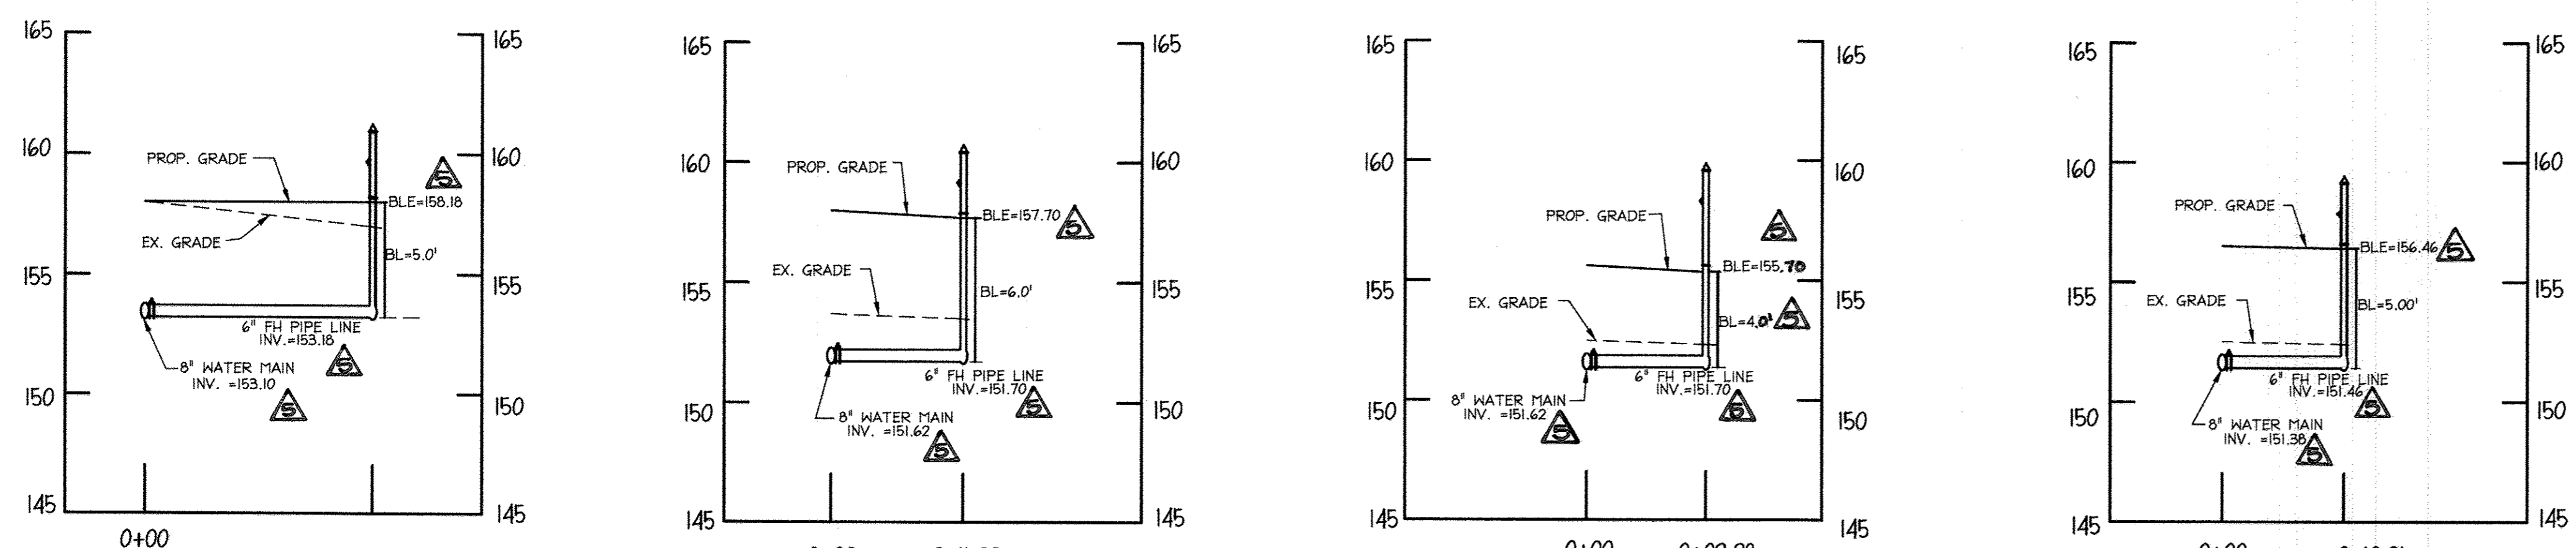 165
165
160
160
PROP. GRADE
5
BLE=158.18
EX. GRADE
BL=5.0'
155
155
6" FH PIPE LINE
INV.=153.18
5
8" WATER MAIN
INV. =153.10
5
150
150
145
145
0+00
165
165
160
160
PROP. GRADE
BLE=157.70
5
EX. GRADE
BL=6.0'
155
155
6" FH PIPE LINE
INV.=151.70
5
8" WATER MAIN
INV. =151.62
5
150
150
145
145
165
165
160
160
PROP. GRADE
5
BLE=155.70
EX. GRADE
BL=4.0'
5
155
155
6" FH PIPE LINE
INV.=151.70
8" WATER MAIN
INV. =151.62
5
150
150
145
145
165
165
160
160
PROP. GRADE
BLE=156.46
5
EX. GRADE
BL=5.00'
155
155
6" FH PIPE LINE
INV.=151.46
5
8" WATER MAIN
INV. =151.38
5
150
150
145
145